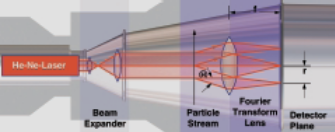 f
He-Ne-Laser
r
Beam
Expander
Particle
Stream
Fourier
Transform
Lens
Detector
Plane